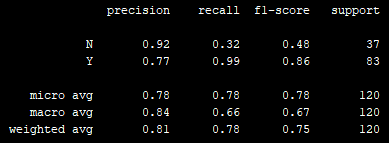 precision recall f1-score support
N 0.92 0.32 0.48 37
Y 0.77 0.99 0.86 83
micro avg 0.78 0.78 0.78 120
macro avg 0.84 0.66 0.67 120
weighted avg 0.81 0.78 0.75 120